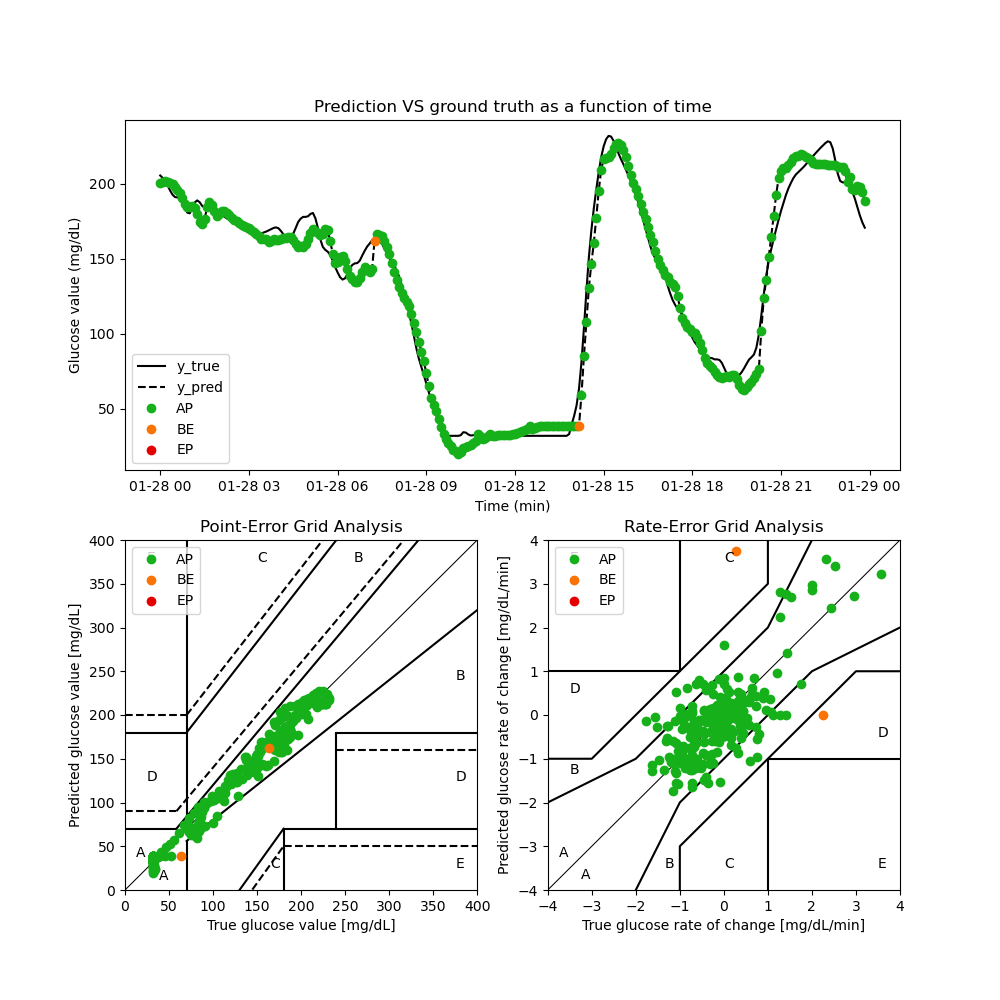 Prediction VS ground truth as a function of time
Glucose value (mg/dL)
200
150
100
50
y_true
y_pred
AP
BE
EP
01-28 00 01-28 03 01-28 06 01-28 09 01-28 12 01-28 15 01-28 18 01-28 21 01-29 00
Time (min)
Point-Error Grid Analysis
Predicted glucose value [mg/dL]
400
350
300
250
200
150
100
50
0
AP
BE
EP
C
B
B
D
D
A
A
C
E
0 50 100 150 200 250 300 350 400
True glucose value [mg/dL]
Rate-Error Grid Analysis
Predicted glucose rate of change [mg/dL/min]
4
3
2
1
0
−1
−2
−3
−4
AP
BE
EP
C
D
D
B
A
A
B
C
E
−4 −3 −2 −1 0 1 2 3 4
True glucose rate of change [mg/dL/min]